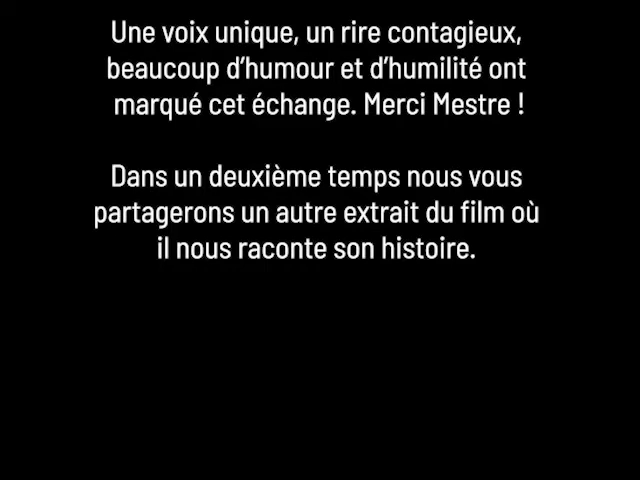 Une voix unique, un rire contagieux,
beaucoup d’humour et d’humilité ont
marqué cet échange. Merci Mestre !
Dans un deuxième temps nous vous
partagerons un autre extrait du film où
il nous raconte son histoire.